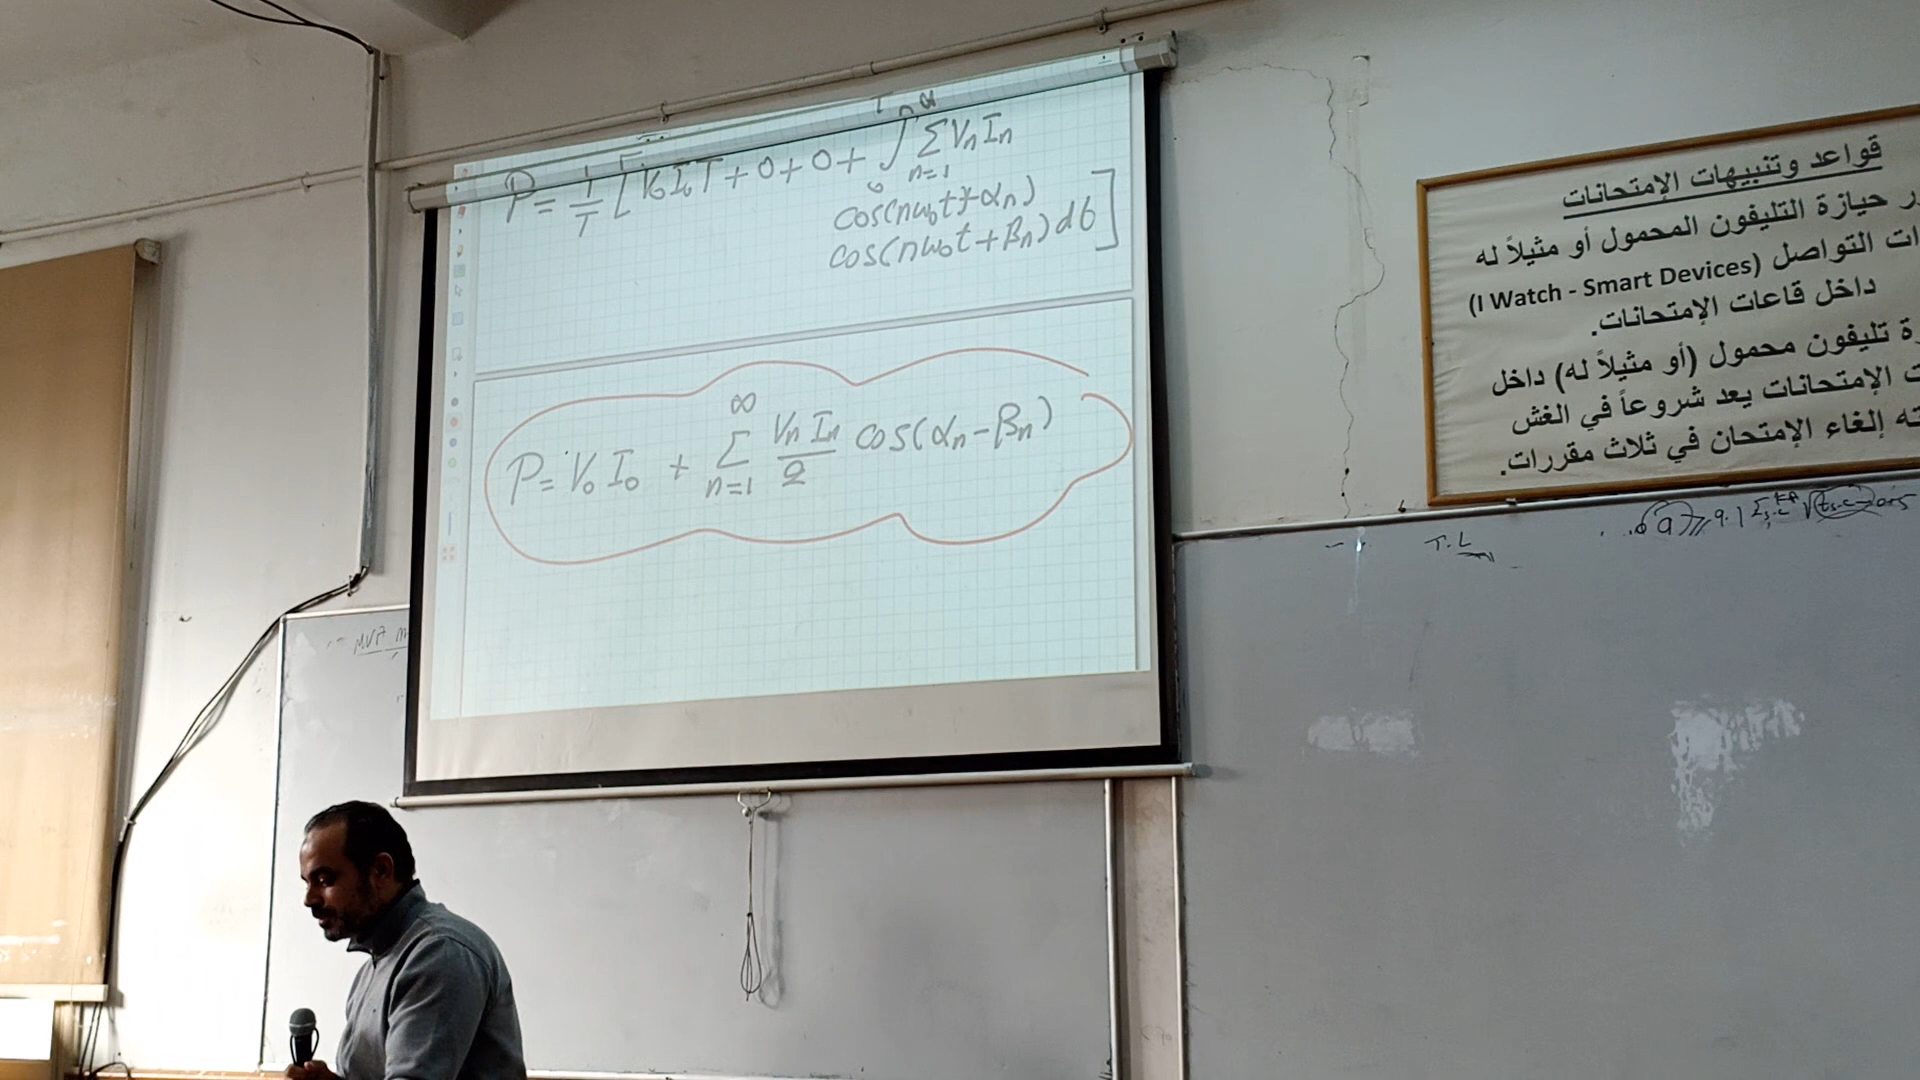 P = 1/T [V₀I₀T + 0 + 0 + ∫₀ᵀ Σₙ₌₁^∞ VₙIₙ
cos(nω₀t+αₙ)
cos(nω₀t+βₙ)dt]
P = V₀ I₀ + Σₙ₌₁^∞ VₙIₙ/2 cos(αₙ-βₙ)
قواعد وتنبيهات الإمتحانات
حيازة التليفون المحمول أو مثيلاً له
التواصل (I Watch - Smart Devices)
داخل قاعات الإمتحانات.
تليفون محمول (أو مثيلاً له) داخل
الإمتحانات يعد شروعاً في الغش
إلغاء الإمتحان في ثلاث مقررات.
T.L